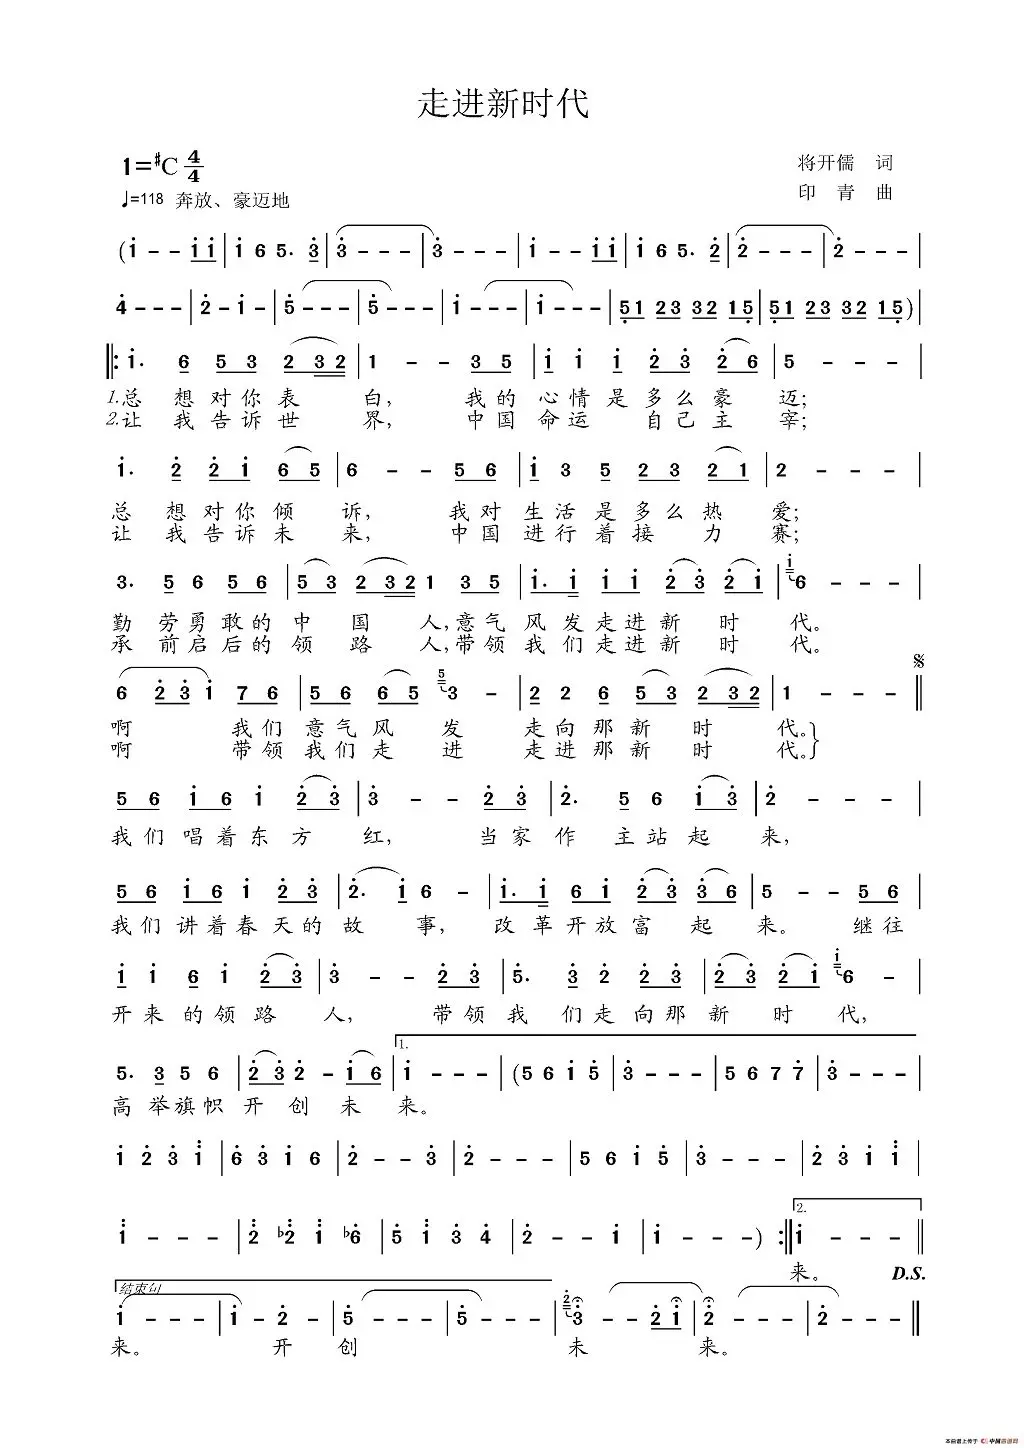 走进新时代
1=#C 4/4
将开儒 词
♩=118 奔放、豪迈地
印 青 曲
(i - - i i | i 6 5. 3 | 3 - - - | 3 - - - | i - - i i | i 6 5. 2 | 2 - - - | 2 - - - |
4 - - - | 2 - i - | 5 - - - | 5 - - - | i - - - | i - - - | 51 23 32 15 | 51 23 32 15) |
|: i. 6 5 3 2 3 2 | 1 - - 3 5 | i i i 2 3 2 6 | 5 - - - |
1.总 想 对 你 表 白, 我 的 心 情 是 多 么 豪 迈;
2.让 我 告 诉 世 界, 中 国 命 运 自 己 主 宰;
i. 2 2 i 6 5 | 6 - - 5 6 | i 3 5 2 3 2 1 | 2 - - - |
总 想 对 你 倾 诉, 我 对 生 活 是 多 么 热 爱;
让 我 告 诉 未 来, 中 国 进 行 着 接 力 赛;
3. 5 6 5 6 | 5 3 2 3 2 1 3 5 | i. i i i 2 3 2 i | i 6 - - - |
勤 劳 勇 敢 的 中 国 人,意 气 风 发 走 进 新 时 代。
承 前 启 后 的 领 路 人,带 领 我 们 走 进 新 时 代。
6 2 3 i 7 6 | 5 6 6 5 5 3 - | 2 2 6 5 3 2 3 2 | 1 - - - ||
啊 我 们 意 气 风 发 走 向 那 新 时 代。
啊 带 领 我 们 走 进 走 进 那 新 时 代。
5 6 i 6 i 2 3 | 3 - - 2 3 | 2. 5 6 i 3 | 2 - - - |
我 们 唱 着 东 方 红, 当 家 作 主 站 起 来,
5 6 i 6 i 2 3 | 2. i 6 - | i. i 6 i 3 3 3 6 | 5 - - 5 6 |
我 们 讲 着 春 天 的 故 事, 改 革 开 放 富 起 来。 继 往
i i 6 i 2 3 | 3 - - 2 3 | 5. 3 2 2 2 | 2 3 2 i i 6 - |
开 来 的 领 路 人, 带 领 我 们 走 向 那 新 时 代,
1.
5. 3 5 6 | 2 3 2 - i 6 | i - - - | (5 6 i 5 | 3 - - - | 5 6 7 7 | 3 - - - |
高 举 旗 帜 开 创 未 来。
i 2 3 i | 6 3 i 6 | 2 - - 3 | 2 - - - | 5 6 i 5 | 3 - - - | 2 3 i i |
2.
i - - - | 2 b2 i b6 | 5 i 3 4 | 2 - - i | i - - - ) :| i - - - ||
来。 D.S.
结束句
i - - - | i - 2 - | 5 - - - | 5 - - - | 2 3 - - 2 i | 2 - - - | 2 - - - ||
来。 开 创 未 来。
本曲谱上传于 中国曲谱网